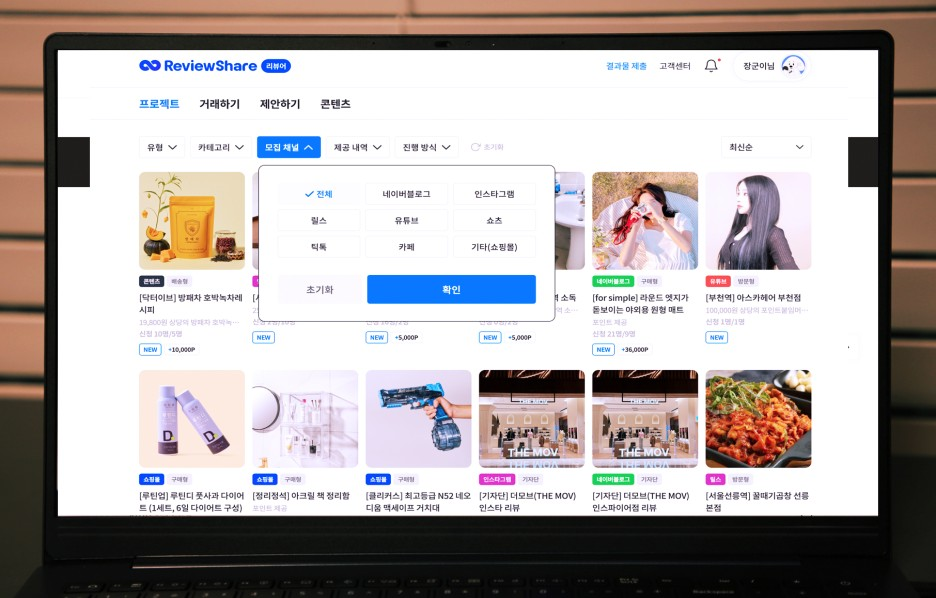 ReviewShare 리뷰어
결과물 제출 고객센터 장군이님
프로젝트 거래하기 제안하기 콘텐츠
유형 카테고리 모집 채널 제공 내역 진행 방식 초기화 최신순
전체 네이버블로그 인스타그램
릴스 유튜브 쇼츠
틱톡 카페 기타(쇼핑몰)
초기화 확인
콘텐츠 배송형
[닥터아이브] 방패차 호박녹차레
시피
19,800원 상당의 방패차 호박녹…
신청 10명/5명
NEW +10,000P
NEW
NEW +5,000P
역 소독
NEW +5,000P
네이버블로그 구매형
[for simple] 라운드 엣지가
돋보이는 야외용 원형 매트
포인트 제공
신청 21명/9명
NEW +36,000P
유튜브 방문형
[부천역] 아스카헤어 부천점
신청 1명/1명
NEW
쇼핑몰 구매형
[루틴업] 루틴디 풋사과 다이어
트 (1세트, 6일 다이어트 구성)
쇼핑몰 구매형
[정리정석] 아크릴 책 정리함
포인트 제공
쇼핑몰 구매형
[클리커스] 최고등급 N52 네오
디움 맥세이프 거치대
THE MOV
인스타그램 기자단
[기자단] 더모브(THE MOV)
인스타 리뷰
THE MOV
네이버블로그 기자단
[기자단] 더모브(THE MOV)
인스파이어점 리뷰
릴스 방문형
[서울선릉역] 꿀때기곱창 선릉
본점